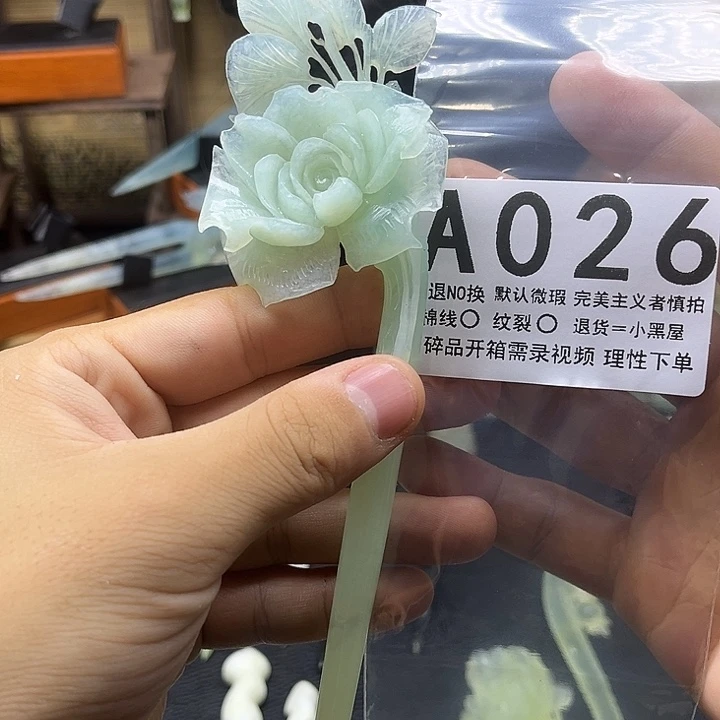 A026
退NO换 默认微瑕 完美主义者慎拍
棉线○ 纹裂○ 退货=小黑屋
碎品开箱需录视频 理性下单